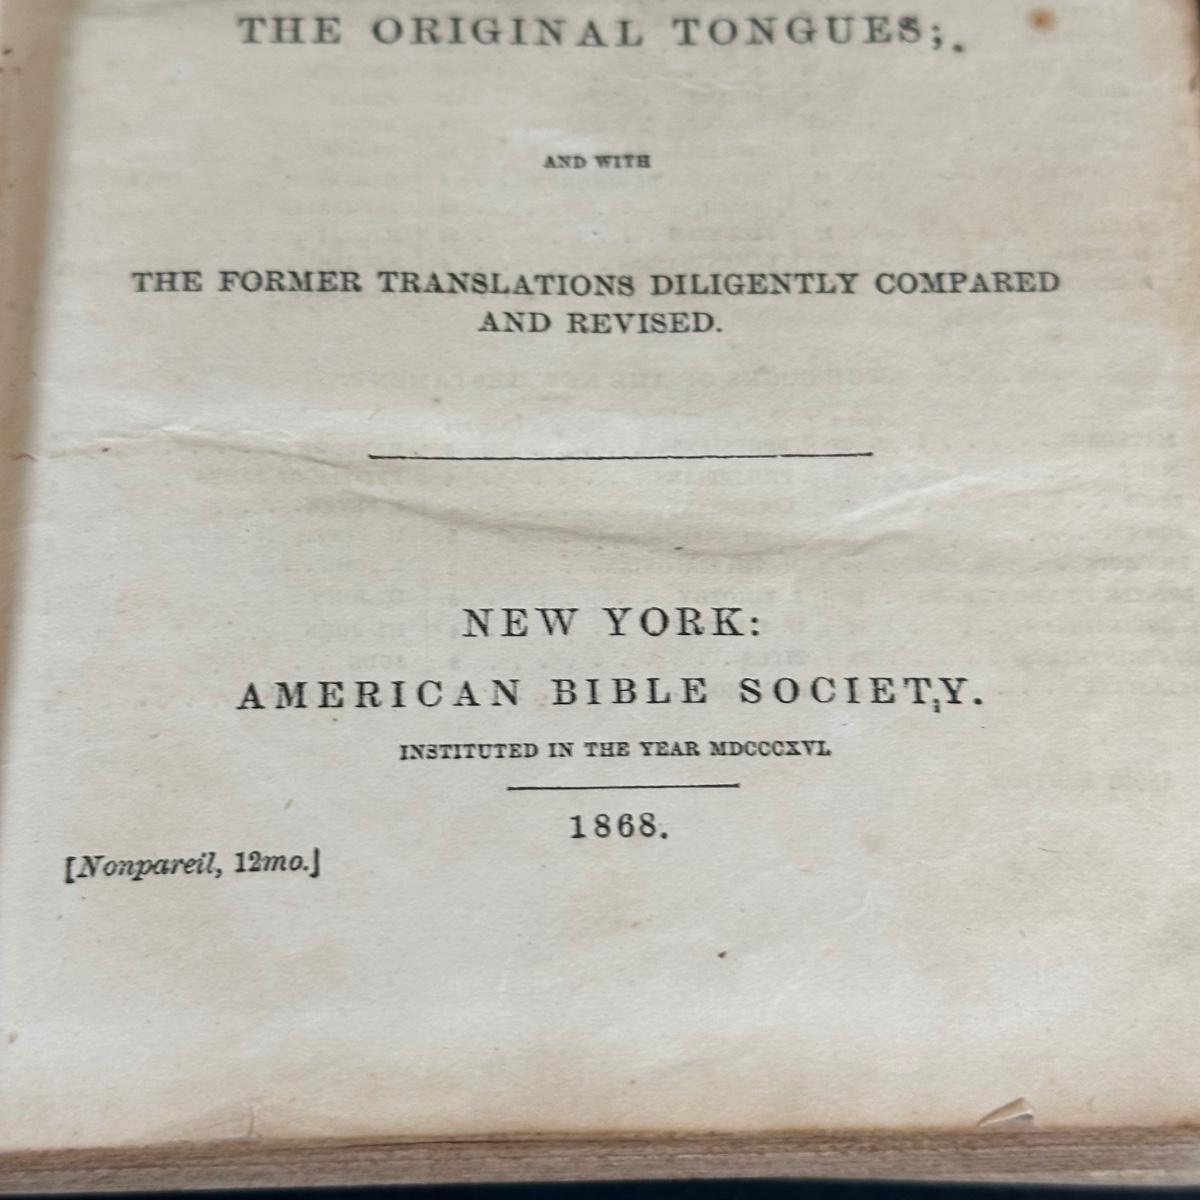 THE ORIGINAL TONGUES;
AND WITH
THE FORMER TRANSLATIONS DILIGENTLY COMPARED
AND REVISED.
NEW YORK:
AMERICAN BIBLE SOCIETY.
INSTITUTED IN THE YEAR MDCCCXVI.
1868.
[Nonpareil, 12mo.]